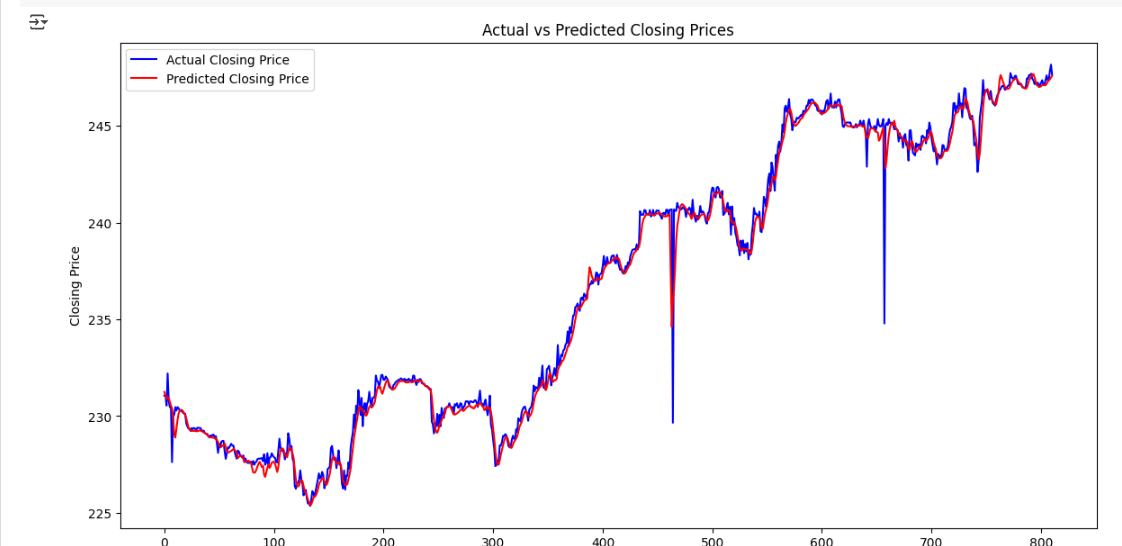 Actual vs Predicted Closing Prices
Actual Closing Price
Predicted Closing Price
245
240
235
230
225
Closing Price
0 100 200 300 400 500 600 700 800